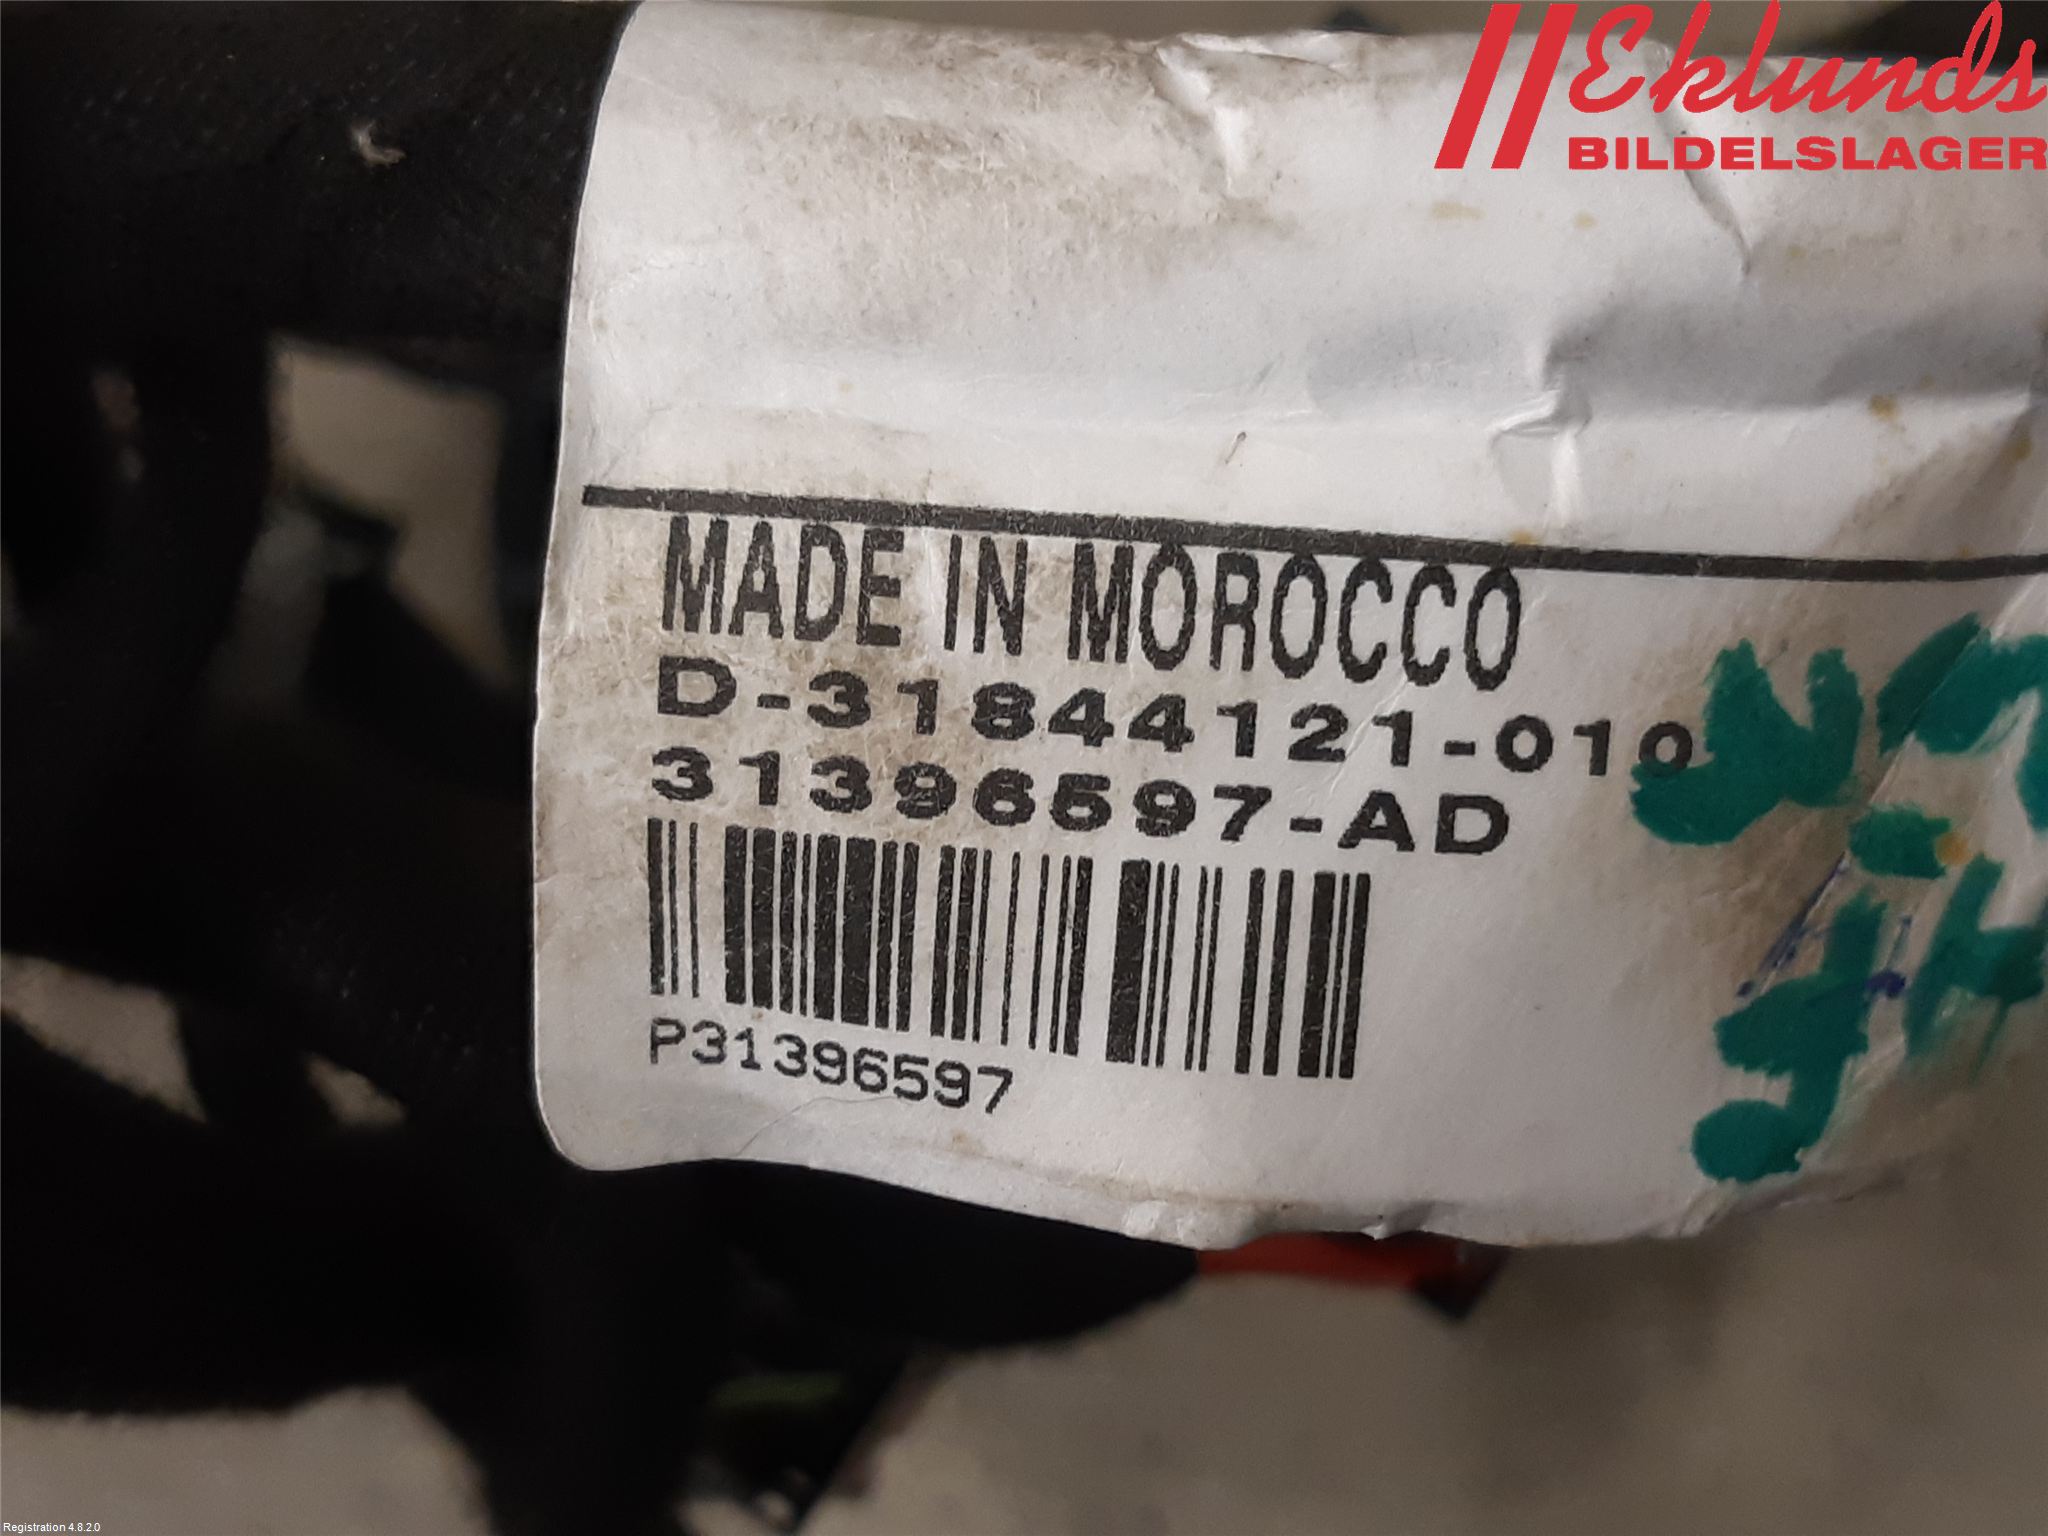 Eklunds
BILDELSLAGER
MADE IN MOROCCO
D-31844121-010
31396597-AD
P31396597
Registration 4.8.2.0